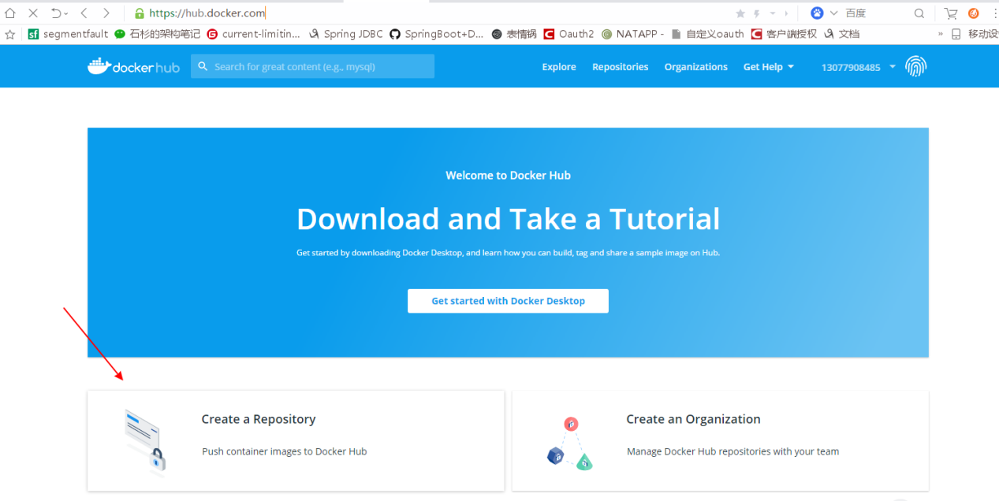 https://hub.docker.com
百度
segmentfault 石杉的架构笔记 current-limitin... Spring JDBC SpringBoot+D... 表情锅 Oauth2 NATAPP - 自定义oauth 客户端授权 文档 » 移动设
docker hub Search for great content (e.g., mysql) Explore Repositories Organizations Get Help 13077908485
Welcome to Docker Hub
Download and Take a Tutorial
Get started by downloading Docker Desktop, and learn how you can build, tag and share a sample image on Hub.
Get started with Docker Desktop
Create a Repository
Push container images to Docker Hub
Create an Organization
Manage Docker Hub repositories with your team